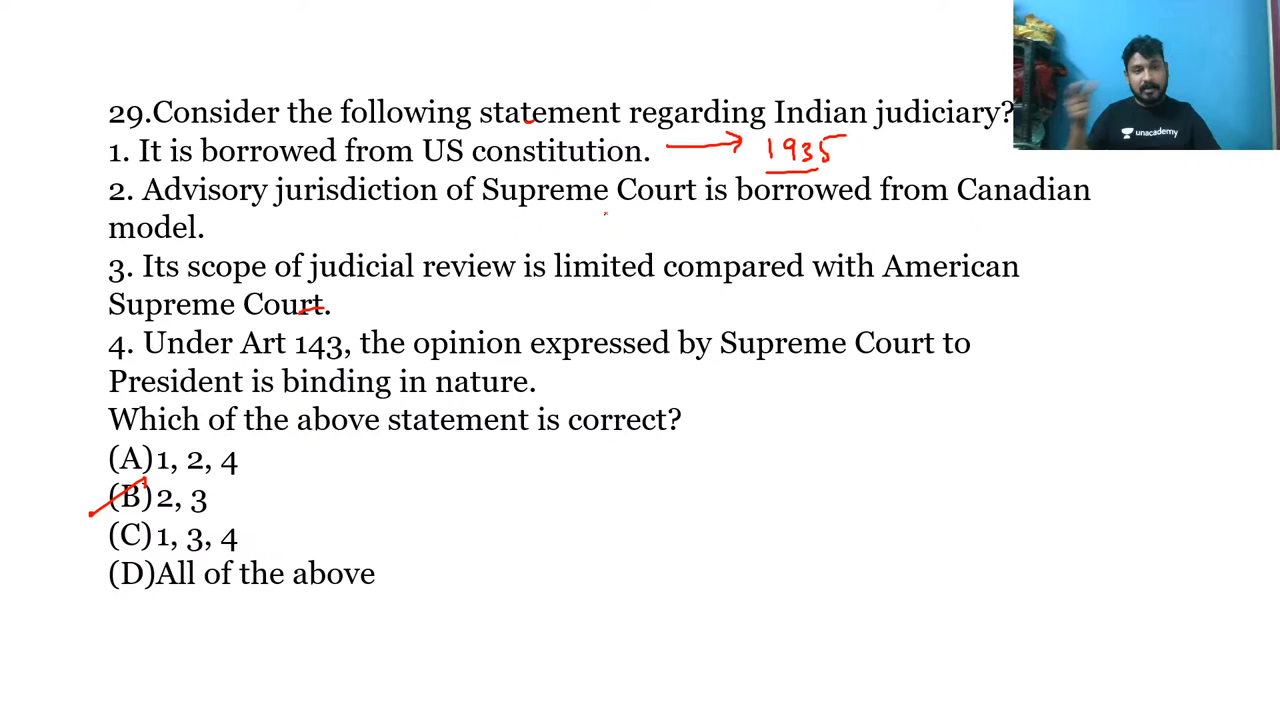 29.Consider the following statement regarding Indian judiciary?
1. It is borrowed from US constitution. → 1935
2. Advisory jurisdiction of Supreme Court is borrowed from Canadian
model.
3. Its scope of judicial review is limited compared with American
Supreme Court.
4. Under Art 143, the opinion expressed by Supreme Court to
President is binding in nature.
Which of the above statement is correct?
(A) 1, 2, 4
(B) 2, 3
(C) 1, 3, 4
(D)All of the above
unacademy